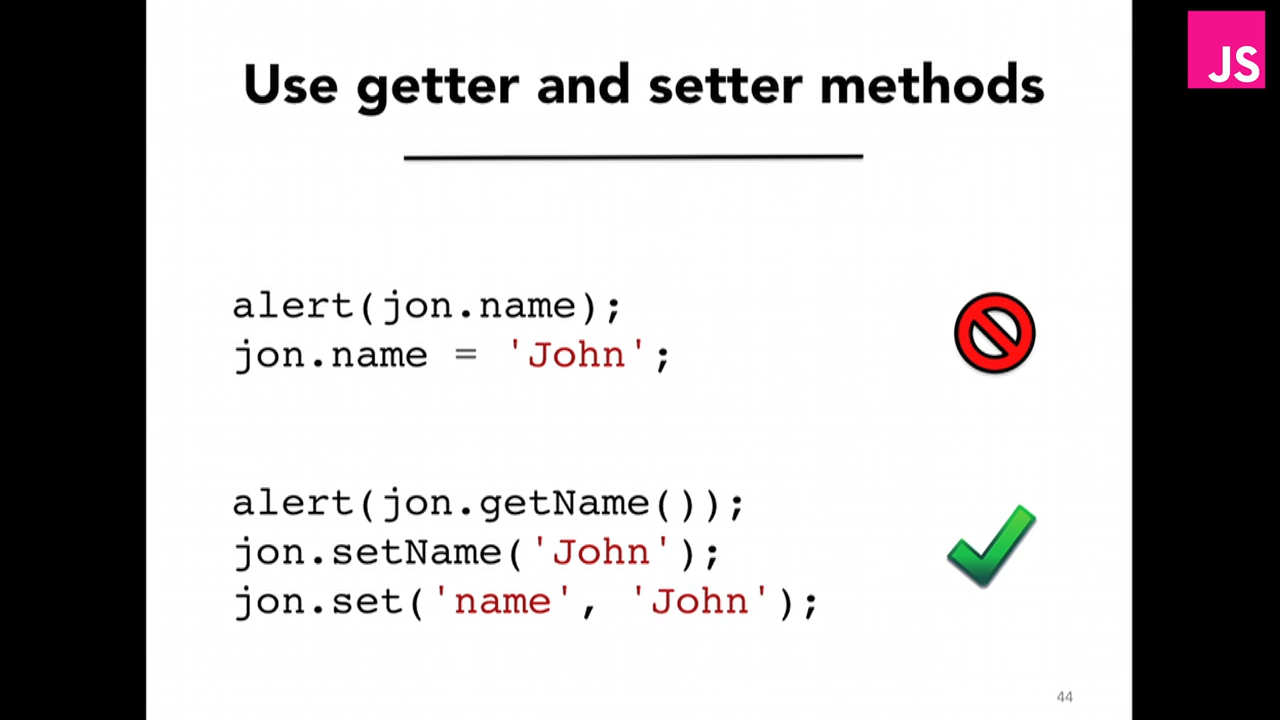 JS
Use getter and setter methods
alert(jon.name);
jon.name = 'John';
alert(jon.getName());
jon.setName('John');
jon.set('name', 'John');
44